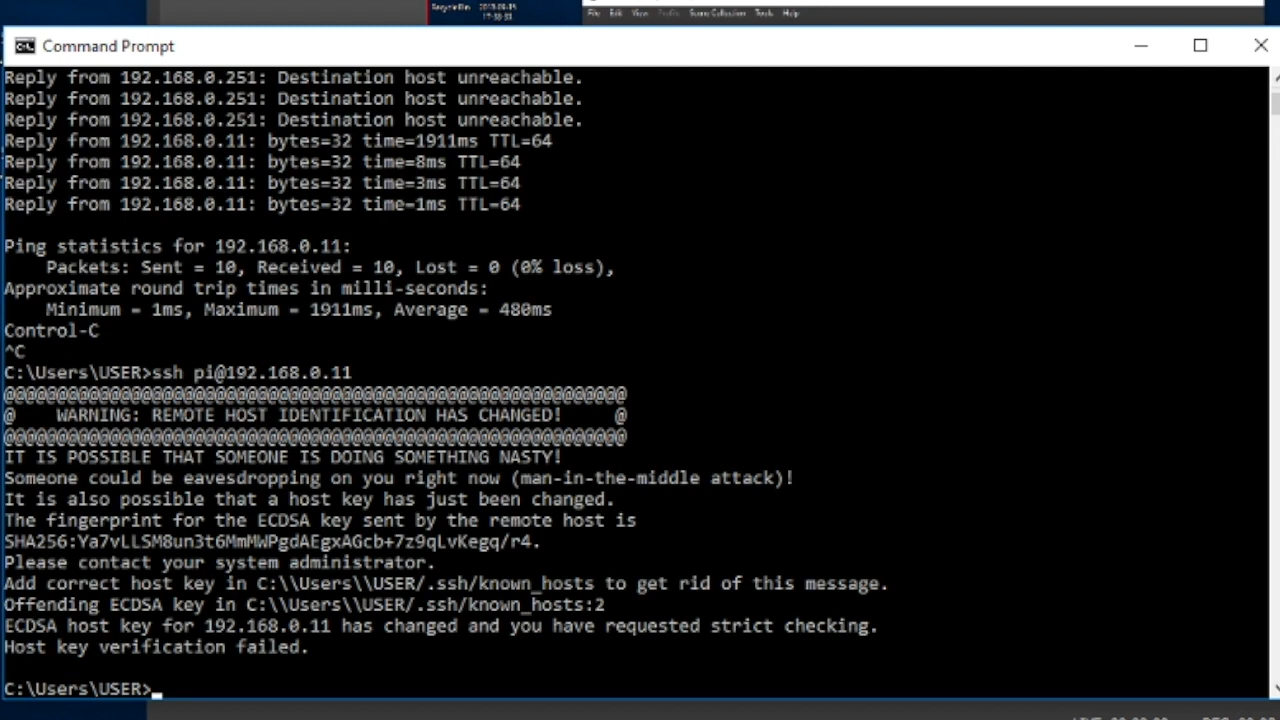 Recycle Bin
File Edit View Profile Scene Collection Tools Help
Command Prompt
Reply from 192.168.0.251: Destination host unreachable.
Reply from 192.168.0.251: Destination host unreachable.
Reply from 192.168.0.251: Destination host unreachable.
Reply from 192.168.0.11: bytes=32 time=1911ms TTL=64
Reply from 192.168.0.11: bytes=32 time=8ms TTL=64
Reply from 192.168.0.11: bytes=32 time=3ms TTL=64
Reply from 192.168.0.11: bytes=32 time=1ms TTL=64
Ping statistics for 192.168.0.11:
Packets: Sent = 10, Received = 10, Lost = 0 (0% loss),
Approximate round trip times in milli-seconds:
Minimum = 1ms, Maximum = 1911ms, Average = 480ms
Control-C
^C
C:\Users\USER>ssh pi@192.168.0.11
@@@@@@@@@@@@@@@@@@@@@@@@@@@@@@@@@@@@@@@@@@@@@@@@@@@@@@@@@@@
@    WARNING: REMOTE HOST IDENTIFICATION HAS CHANGED!     @
@@@@@@@@@@@@@@@@@@@@@@@@@@@@@@@@@@@@@@@@@@@@@@@@@@@@@@@@@@@
IT IS POSSIBLE THAT SOMEONE IS DOING SOMETHING NASTY!
Someone could be eavesdropping on you right now (man-in-the-middle attack)!
It is also possible that a host key has just been changed.
The fingerprint for the ECDSA key sent by the remote host is
SHA256:Ya7vLLSM8un3t6MmMWPgdAEgxAGcb+7z9qLvKegq/r4.
Please contact your system administrator.
Add correct host key in C:\\Users\\USER/.ssh/known_hosts to get rid of this message.
Offending ECDSA key in C:\\Users\\USER/.ssh/known_hosts:2
ECDSA host key for 192.168.0.11 has changed and you have requested strict checking.
Host key verification failed.
C:\Users\USER>